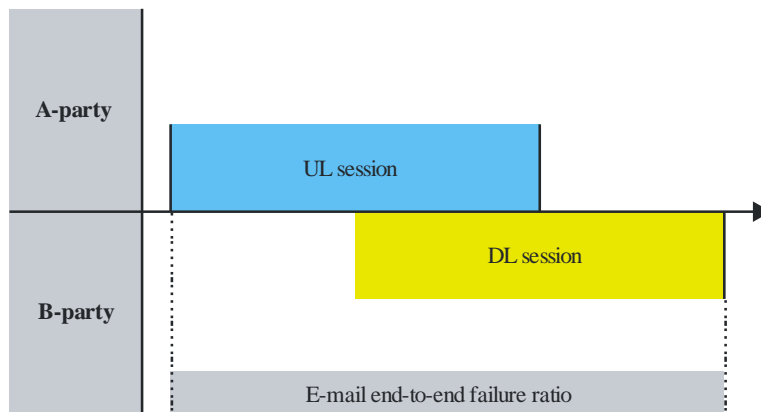 A-party
UL session
DL session
B-party
E-mail end-to-end failure ratio